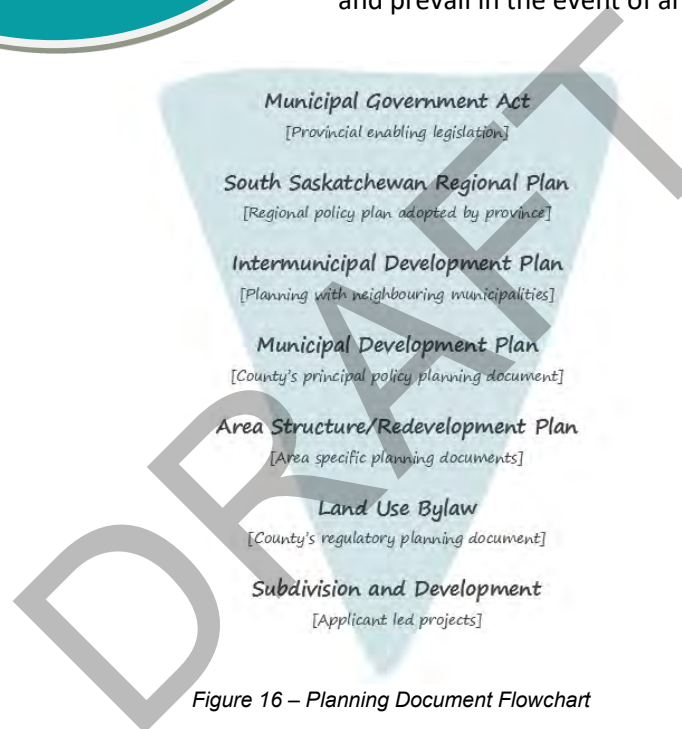 and prevail in the event of
Municipal Government Act
[Provincial enabling legislation]
South Saskatchewan Regional Plan
[Regional policy plan adopted by province]
Intermunicipal Development Plan
[Planning with neighbouring municipalities]
Municipal Development Plan
[County's principal policy planning document]
Area Structure/Redevelopment Plan
[Area specific planning documents]
Land Use Bylaw
[County's regulatory planning document]
Subdivision and Development
[Applicant led projects]
DRAFT
Figure 16 – Planning Document Flowchart